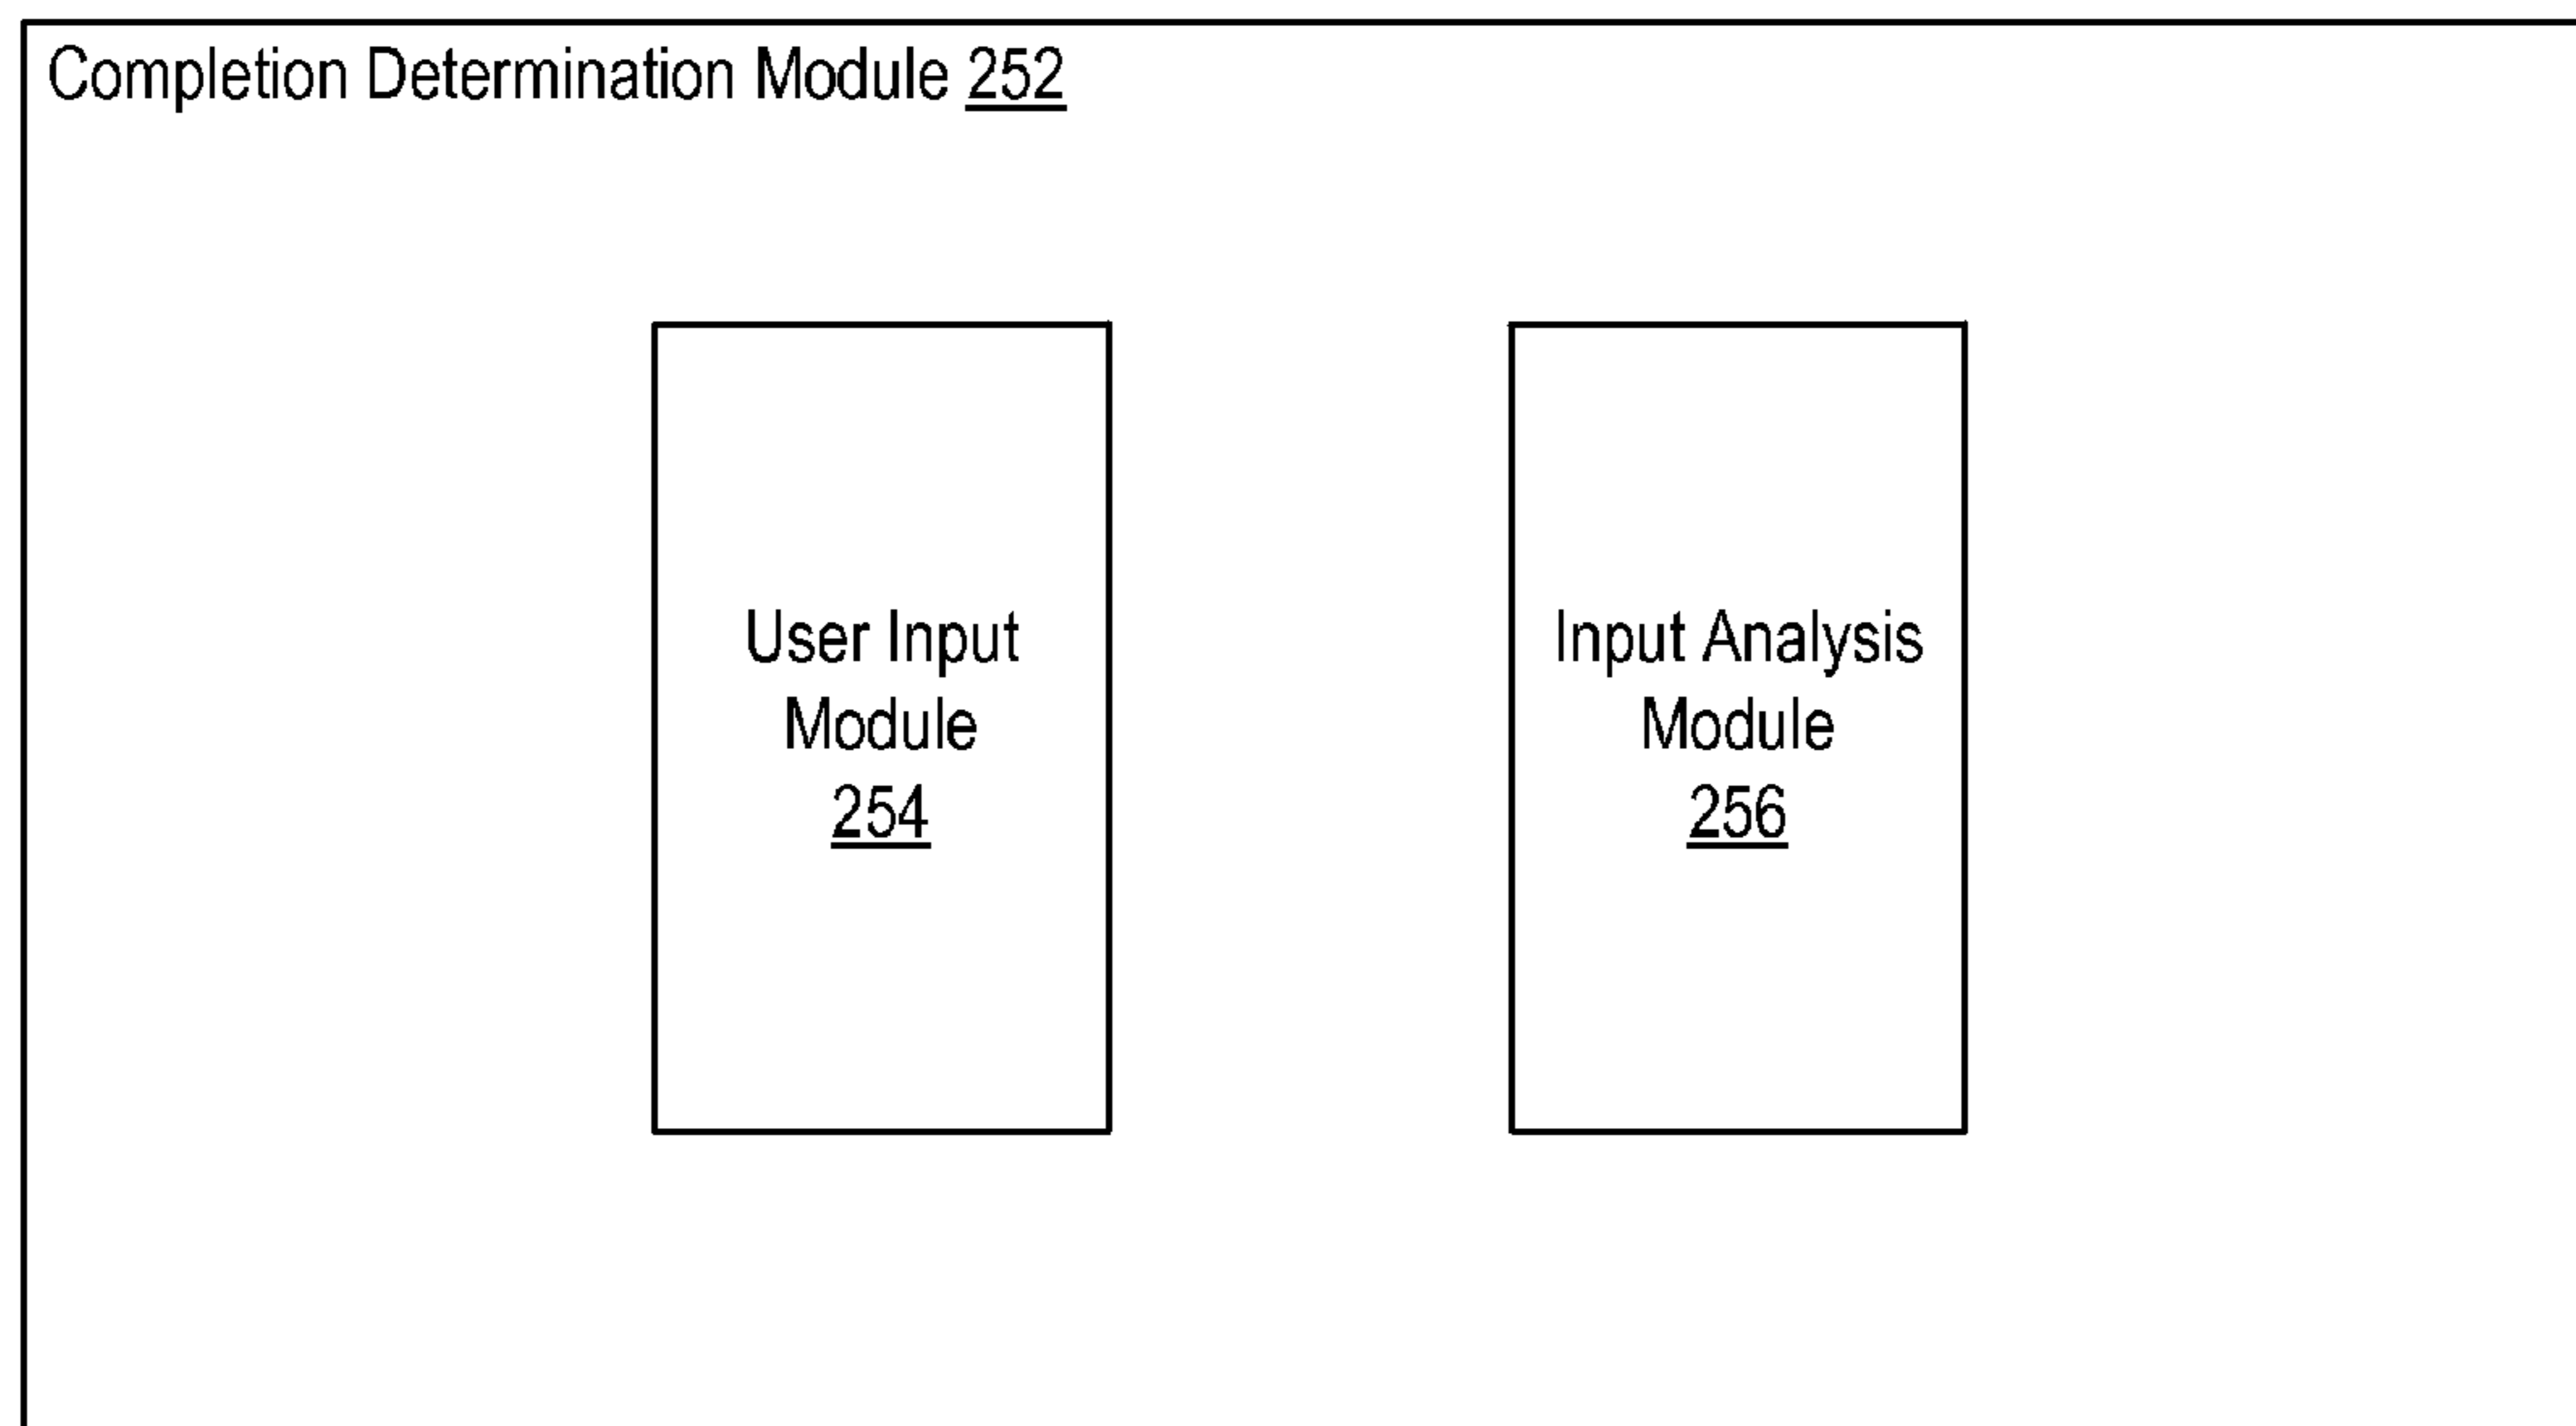 Completion Determination Module 252
User Input
Module
254
Input Analysis
Module
256